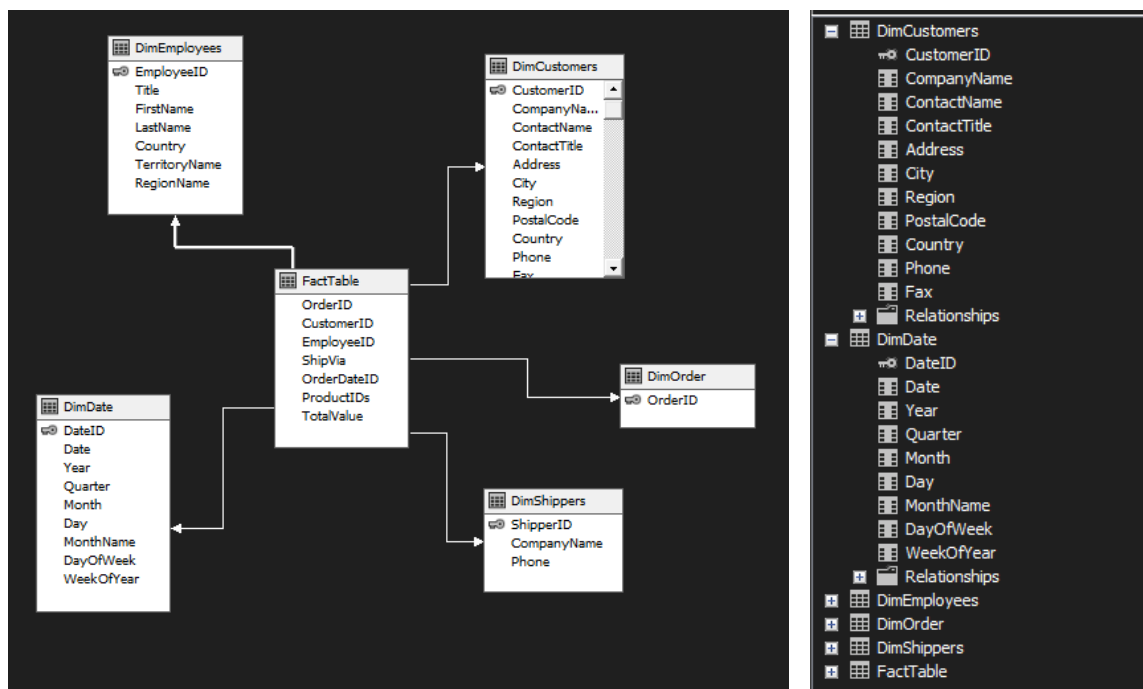 DimEmployees
EmployeeID
Title
FirstName
LastName
Country
TerritoryName
RegionName
DimCustomers
CustomerID
CompanyNa...
ContactName
ContactTitle
Address
City
Region
PostalCode
Country
Phone
Fax
FactTable
OrderID
CustomerID
EmployeeID
ShipVia
OrderDateID
ProductIDs
TotalValue
DimOrder
OrderID
DimDate
DateID
Date
Year
Quarter
Month
Day
MonthName
DayOfWeek
WeekOfYear
DimShippers
ShipperID
CompanyName
Phone
DimCustomers
CustomerID
CompanyName
ContactName
ContactTitle
Address
City
Region
PostalCode
Country
Phone
Fax
Relationships
DimDate
DateID
Date
Year
Quarter
Month
Day
MonthName
DayOfWeek
WeekOfYear
Relationships
DimEmployees
DimOrder
DimShippers
FactTable